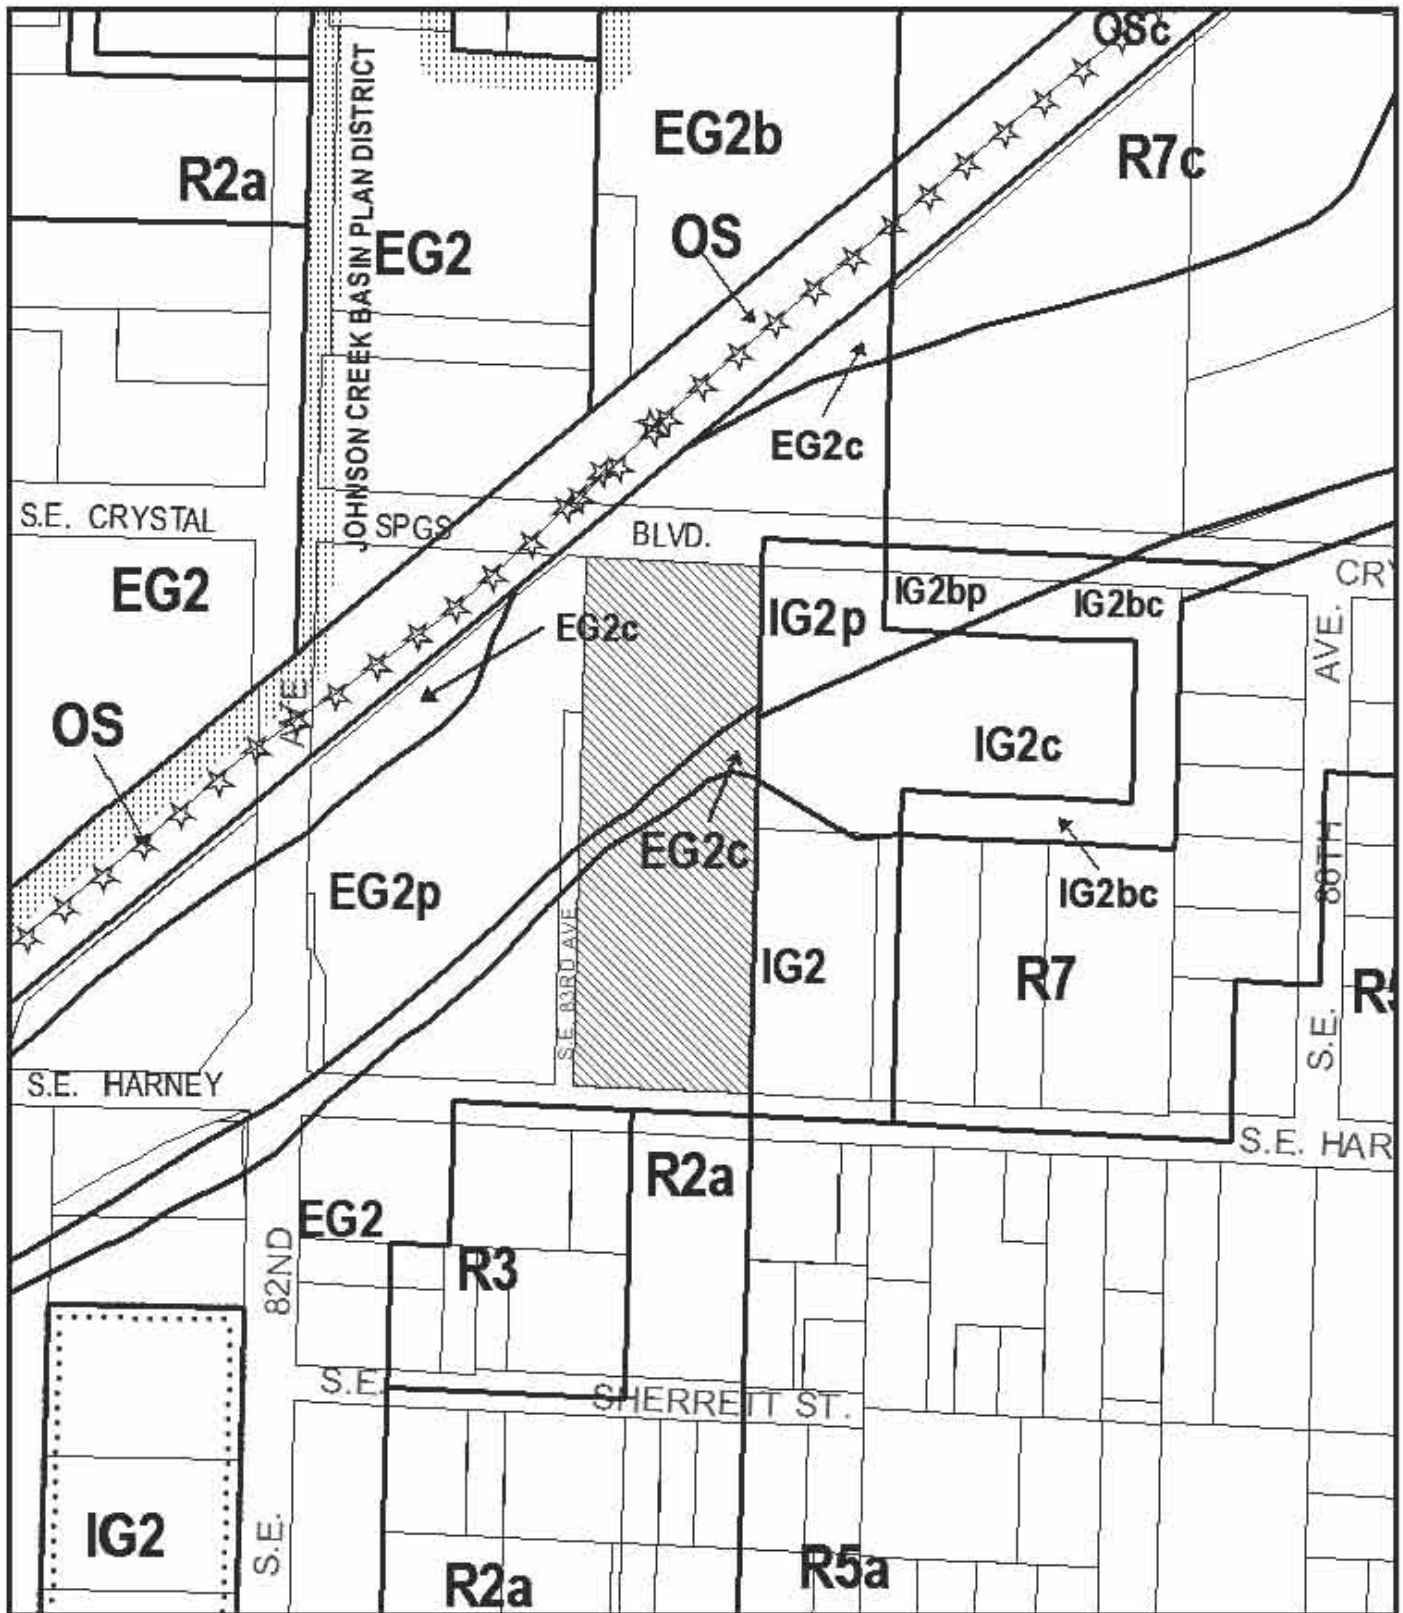 OSc
EG2b
R7c
R2a
JOHNSON CREEK BASIN PLAN DISTRICT
EG2
OS
EG2c
S.E. CRYSTAL
SPGS
BLVD.
EG2
IG2p
IG2bp
IG2bc
CRY
EG2c
AVE.
AVE.
OS
IG2c
EG2c
EG2p
IG2bc
88TH
S.E. 83RD AVE
IG2
R7
R5
S.E.
S.E. HARNEY
S.E. HAR
R2a
EG2
R3
82ND
S.E.
SHERRETT ST.
IG2
S.E.
R2a
R5a